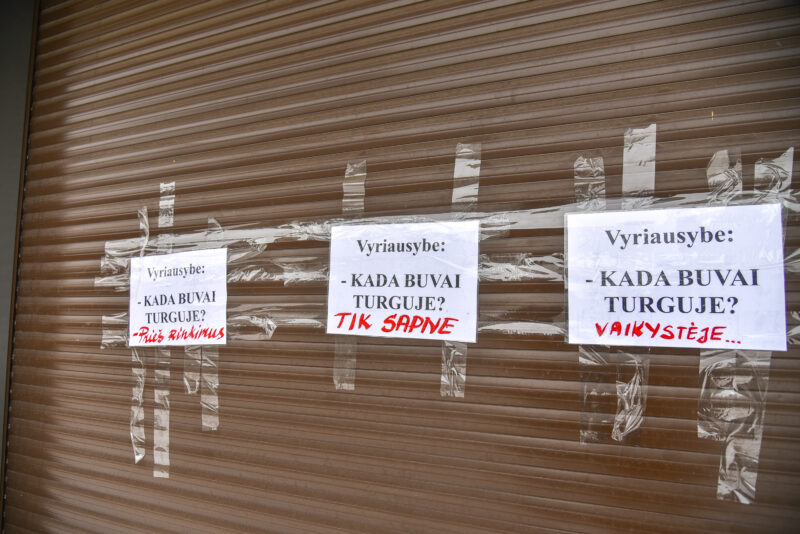 Vyriausybe:
- KADA BUVAI
TURGUJE?
- Prieš rinkimus
Vyriausybe:
- KADA BUVAI
TURGUJE?
TIK SAPNE
Vyriausybe:
- KADA BUVAI
TURGUJE?
VAIKYSTĖJE...